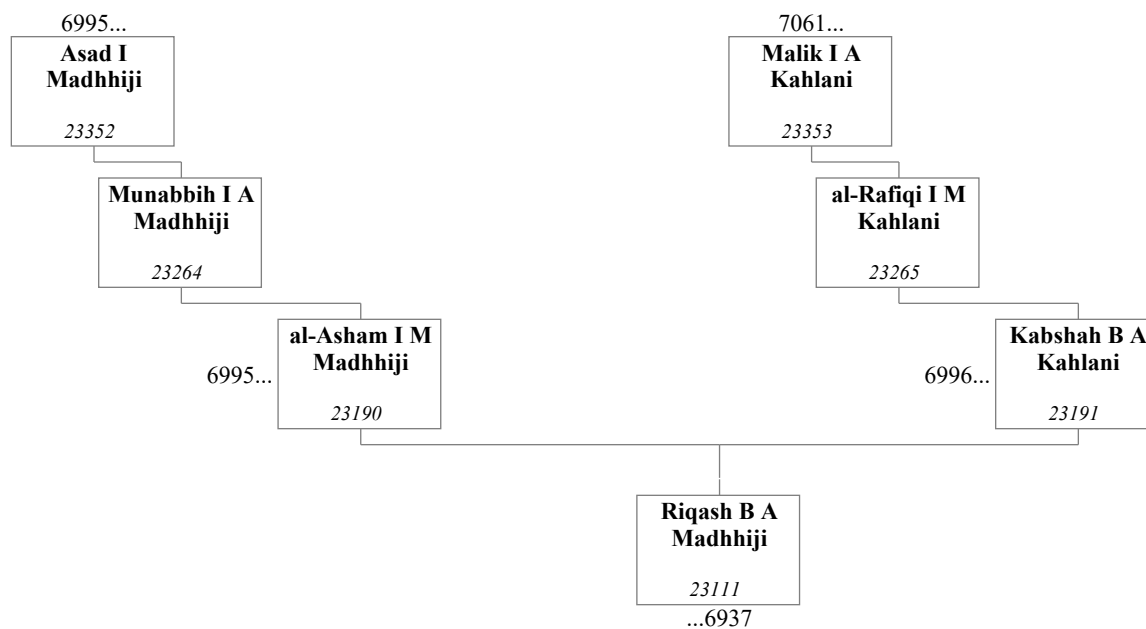 6995...
7061...
Asad I
Madhhiji
23352
Malik I A
Kahlani
23353
Munabbih I A
Madhhiji
23264
al-Rafiqi I M
Kahlani
23265
6995...
al-Asham I M
Madhhiji
23190
6996...
Kabshah B A
Kahlani
23191
Riqash B A
Madhhiji
23111
...6937